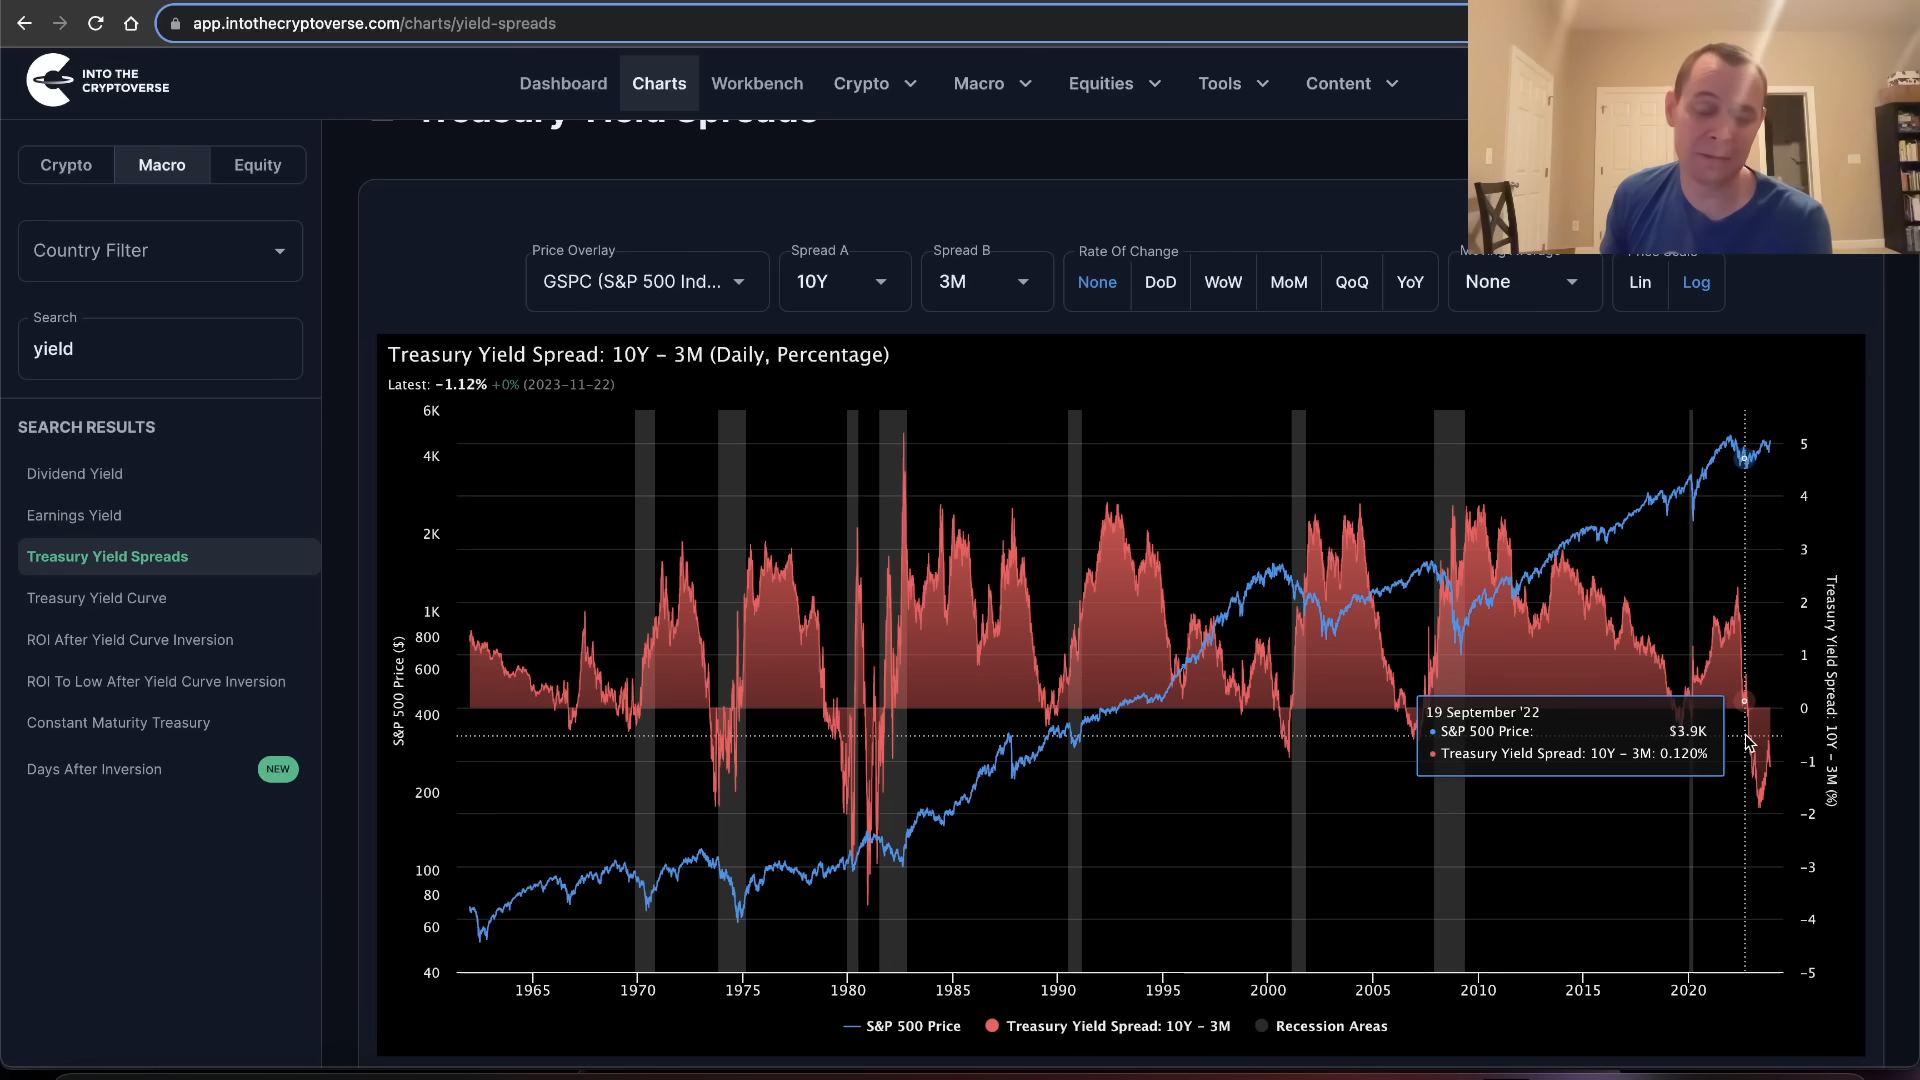 app.intothecryptoverse.com/charts/yield-spreads
INTO THE
CRYPTOVERSE
Dashboard
Charts
Workbench
Crypto
Macro
Equities
Tools
Content
Treasury Yield Spreads
Crypto
Macro
Equity
Country Filter
Search
yield
SEARCH RESULTS
Dividend Yield
Earnings Yield
Treasury Yield Spreads
Treasury Yield Curve
ROI After Yield Curve Inversion
ROI To Low After Yield Curve Inversion
Constant Maturity Treasury
Days After Inversion
NEW
Price Overlay
GSPC (S&P 500 Ind...
Spread A
10Y
Spread B
3M
Rate Of Change
None
DoD
WoW
MoM
QoQ
YoY
None
Lin
Log
Treasury Yield Spread: 10Y – 3M (Daily, Percentage)
Latest: −1.12% +0% (2023-11-22)
6K
4K
2K
1K
800
600
400
200
100
80
60
40
S&P 500 Price ($)
5
4
3
2
1
0
-1
-2
-3
-4
-5
Treasury Yield Spread: 10Y – 3M (%)
19 September '22
S&P 500 Price: $3.9K
Treasury Yield Spread: 10Y – 3M: 0.120%
1965
1970
1975
1980
1985
1990
1995
2000
2005
2010
2015
2020
S&P 500 Price
Treasury Yield Spread: 10Y – 3M
Recession Areas